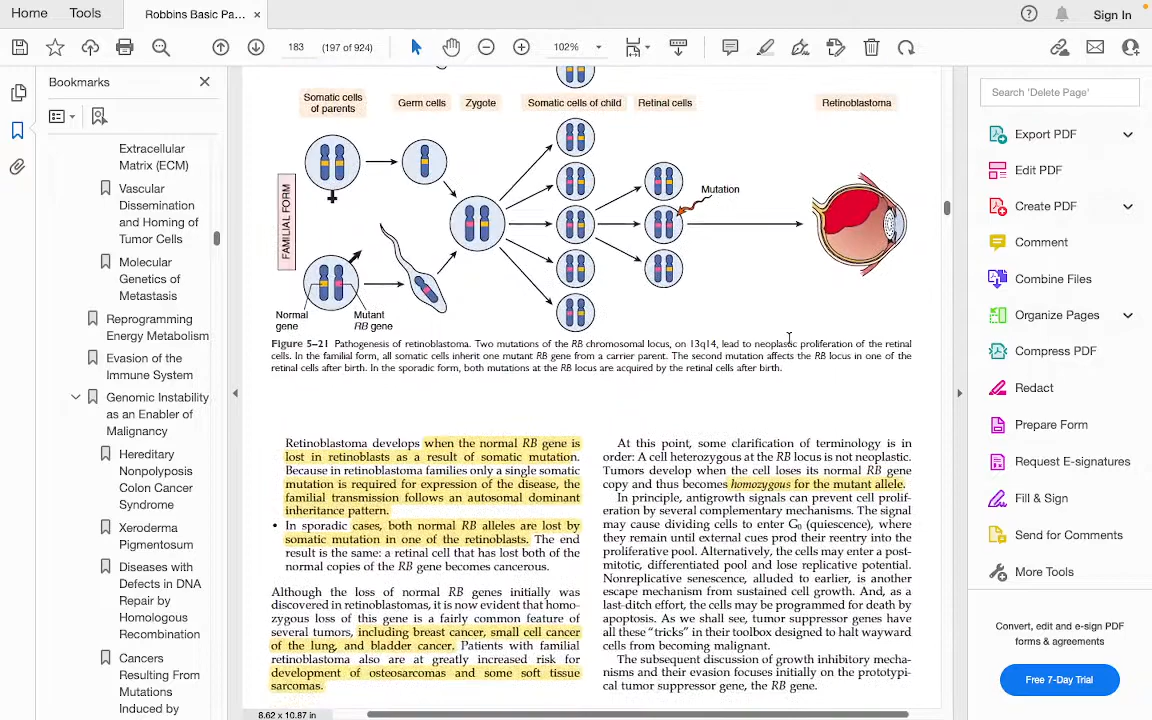 Home
Tools
Robbins Basic Pa...
Sign In
183
(197 of 924)
102%
Bookmarks
Extracellular
Matrix (ECM)
Vascular
Dissemination
and Homing of
Tumor Cells
Molecular
Genetics of
Metastasis
Reprogramming
Energy Metabolism
Evasion of the
Immune System
Genomic Instability
as an Enabler of
Malignancy
Hereditary
Nonpolyposis
Colon Cancer
Syndrome
Xeroderma
Pigmentosum
Diseases with
Defects in DNA
Repair by
Homologous
Recombination
Cancers
Resulting From
Mutations
Induced by
Somatic cells
of parents
Germ cells
Zygote
Somatic cells of child
Retinal cells
Retinoblastoma
FAMILIAL FORM
Mutation
Normal
gene
Mutant
RB gene
Figure 5–21 Pathogenesis of retinoblastoma. Two mutations of the RB chromosomal locus, on 13q14, lead to neoplastic proliferation of the retinal
cells. In the familial form, all somatic cells inherit one mutant RB gene from a carrier parent. The second mutation affects the RB locus in one of the
retinal cells after birth. In the sporadic form, both mutations at the RB locus are acquired by the retinal cells after birth.
Retinoblastoma develops when the normal RB gene is
lost in retinoblasts as a result of somatic mutation.
Because in retinoblastoma families only a single somatic
mutation is required for expression of the disease, the
familial transmission follows an autosomal dominant
inheritance pattern.
• In sporadic cases, both normal RB alleles are lost by
somatic mutation in one of the retinoblasts. The end
result is the same: a retinal cell that has lost both of the
normal copies of the RB gene becomes cancerous.
Although the loss of normal RB genes initially was
discovered in retinoblastomas, it is now evident that homo-
zygous loss of this gene is a fairly common feature of
several tumors, including breast cancer, small cell cancer
of the lung, and bladder cancer. Patients with familial
retinoblastoma also are at greatly increased risk for
development of osteosarcomas and some soft tissue
sarcomas.
At this point, some clarification of terminology is in
order: A cell heterozygous at the RB locus is not neoplastic.
Tumors develop when the cell loses its normal RB gene
copy and thus becomes homozygous for the mutant allele.
In principle, antigrowth signals can prevent cell prolif-
eration by several complementary mechanisms. The signal
may cause dividing cells to enter G0 (quiescence), where
they remain until external cues prod their reentry into the
proliferative pool. Alternatively, the cells may enter a post-
mitotic, differentiated pool and lose replicative potential.
Nonreplicative senescence, alluded to earlier, is another
escape mechanism from sustained cell growth. And, as a
last-ditch effort, the cells may be programmed for death by
apoptosis. As we shall see, tumor suppressor genes have
all these “tricks” in their toolbox designed to halt wayward
cells from becoming malignant.
The subsequent discussion of growth inhibitory mecha-
nisms and their evasion focuses initially on the prototypi-
cal tumor suppressor gene, the RB gene.
8.62 x 10.87 in
Search 'Delete Page'
Export PDF
Edit PDF
Create PDF
Comment
Combine Files
Organize Pages
Compress PDF
Redact
Prepare Form
Request E-signatures
Fill & Sign
Send for Comments
More Tools
Convert, edit and e-sign PDF
forms & agreements
Free 7-Day Trial